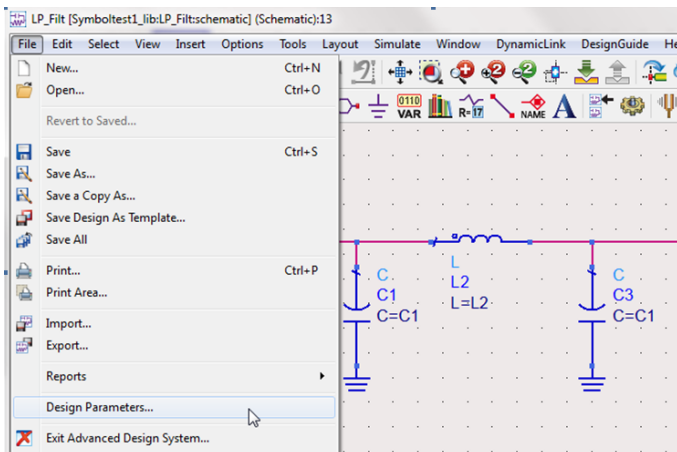 LP_Filt [Symboltest1_lib:LP_Filt:schematic] (Schematic):13
File Edit Select View Insert Options Tools Layout Simulate Window DynamicLink DesignGuide He
New... Ctrl+N
Open... Ctrl+O
Revert to Saved...
Save Ctrl+S
Save As...
Save a Copy As...
Save Design As Template...
Save All
Print... Ctrl+P
Print Area...
Import...
Export...
Reports
Design Parameters...
Exit Advanced Design System...
+2 +2
0110
VAR R=17 NAME A
C
C1
C=C1
L
L2
L=L2
C
C3
C=C1